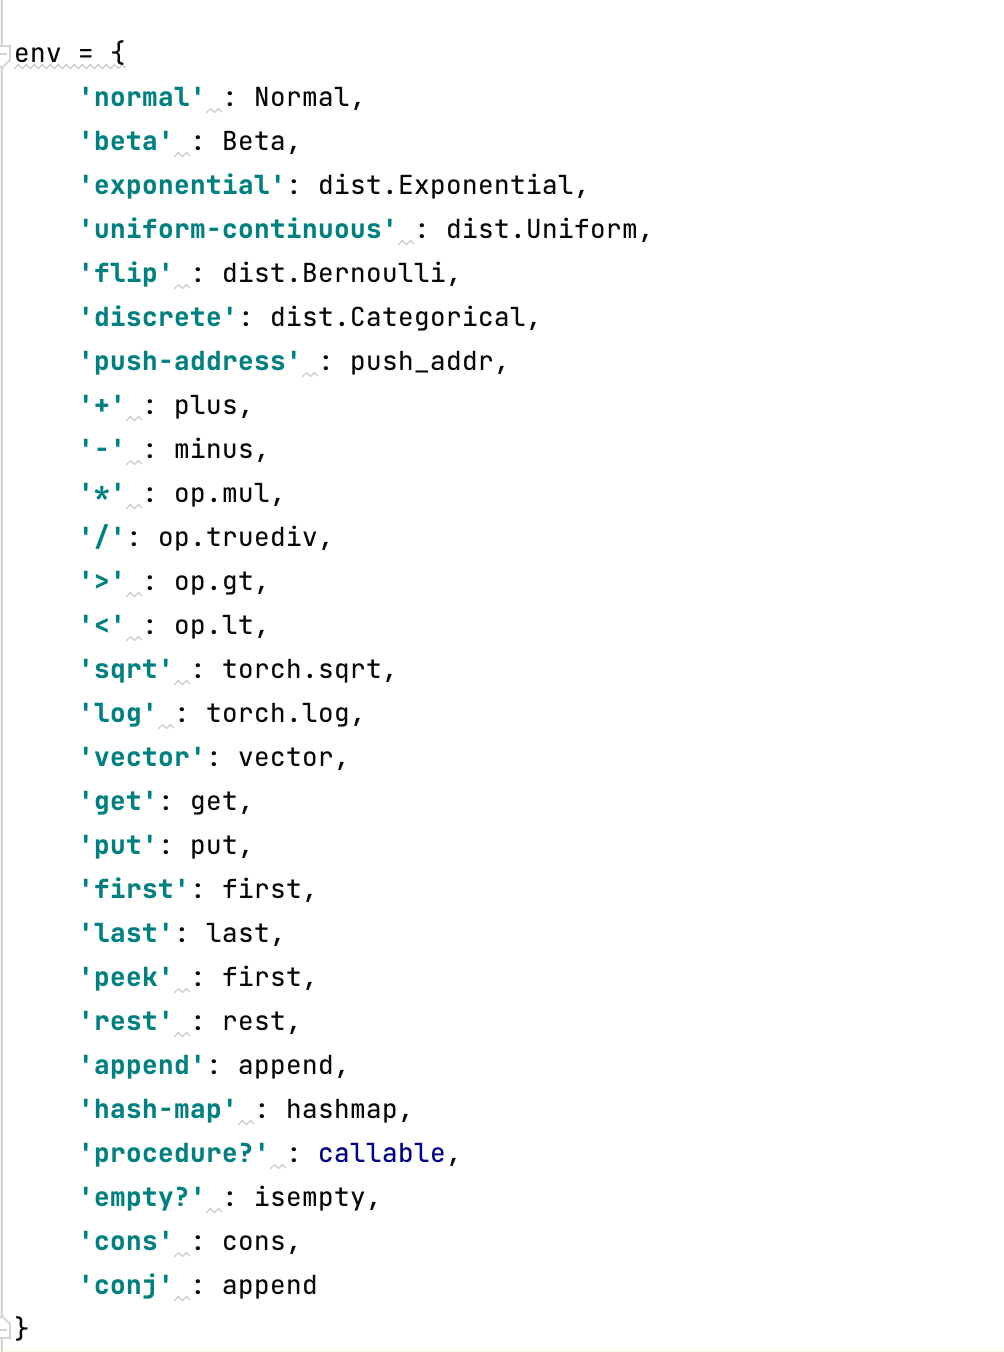 env = {
    'normal' : Normal,
    'beta' : Beta,
    'exponential': dist.Exponential,
    'uniform-continuous' : dist.Uniform,
    'flip' : dist.Bernoulli,
    'discrete': dist.Categorical,
    'push-address' : push_addr,
    '+' : plus,
    '-' : minus,
    '*' : op.mul,
    '/': op.truediv,
    '>' : op.gt,
    '<' : op.lt,
    'sqrt' : torch.sqrt,
    'log' : torch.log,
    'vector': vector,
    'get': get,
    'put': put,
    'first': first,
    'last': last,
    'peek' : first,
    'rest' : rest,
    'append': append,
    'hash-map' : hashmap,
    'procedure?' : callable,
    'empty?' : isempty,
    'cons' : cons,
    'conj' : append
}